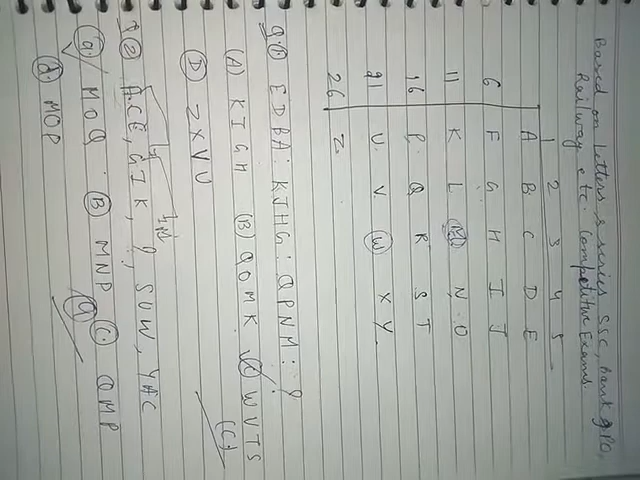 Based on letters & series SSC, Bank, PO,
Railway etc. Competitive Exams.
1 2 3 4 5
A B C D E
6 F G H I J
11 K L M N O
16 P Q R S T
21 U V W X Y
26 Z
Q① EDBA: KJHG: QPNM: ?
(A) KIGH (B) QOMK (C) WVTS
(D) ZXVU (C)
Q② ACE, GIK, ?, SUW, YAC
(a) MOQ (B) MNP (C) QMP
(d) MOP (a)